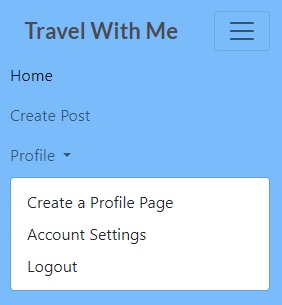 Travel With Me
Home
Create Post
Profile
Create a Profile Page
Account Settings
Logout